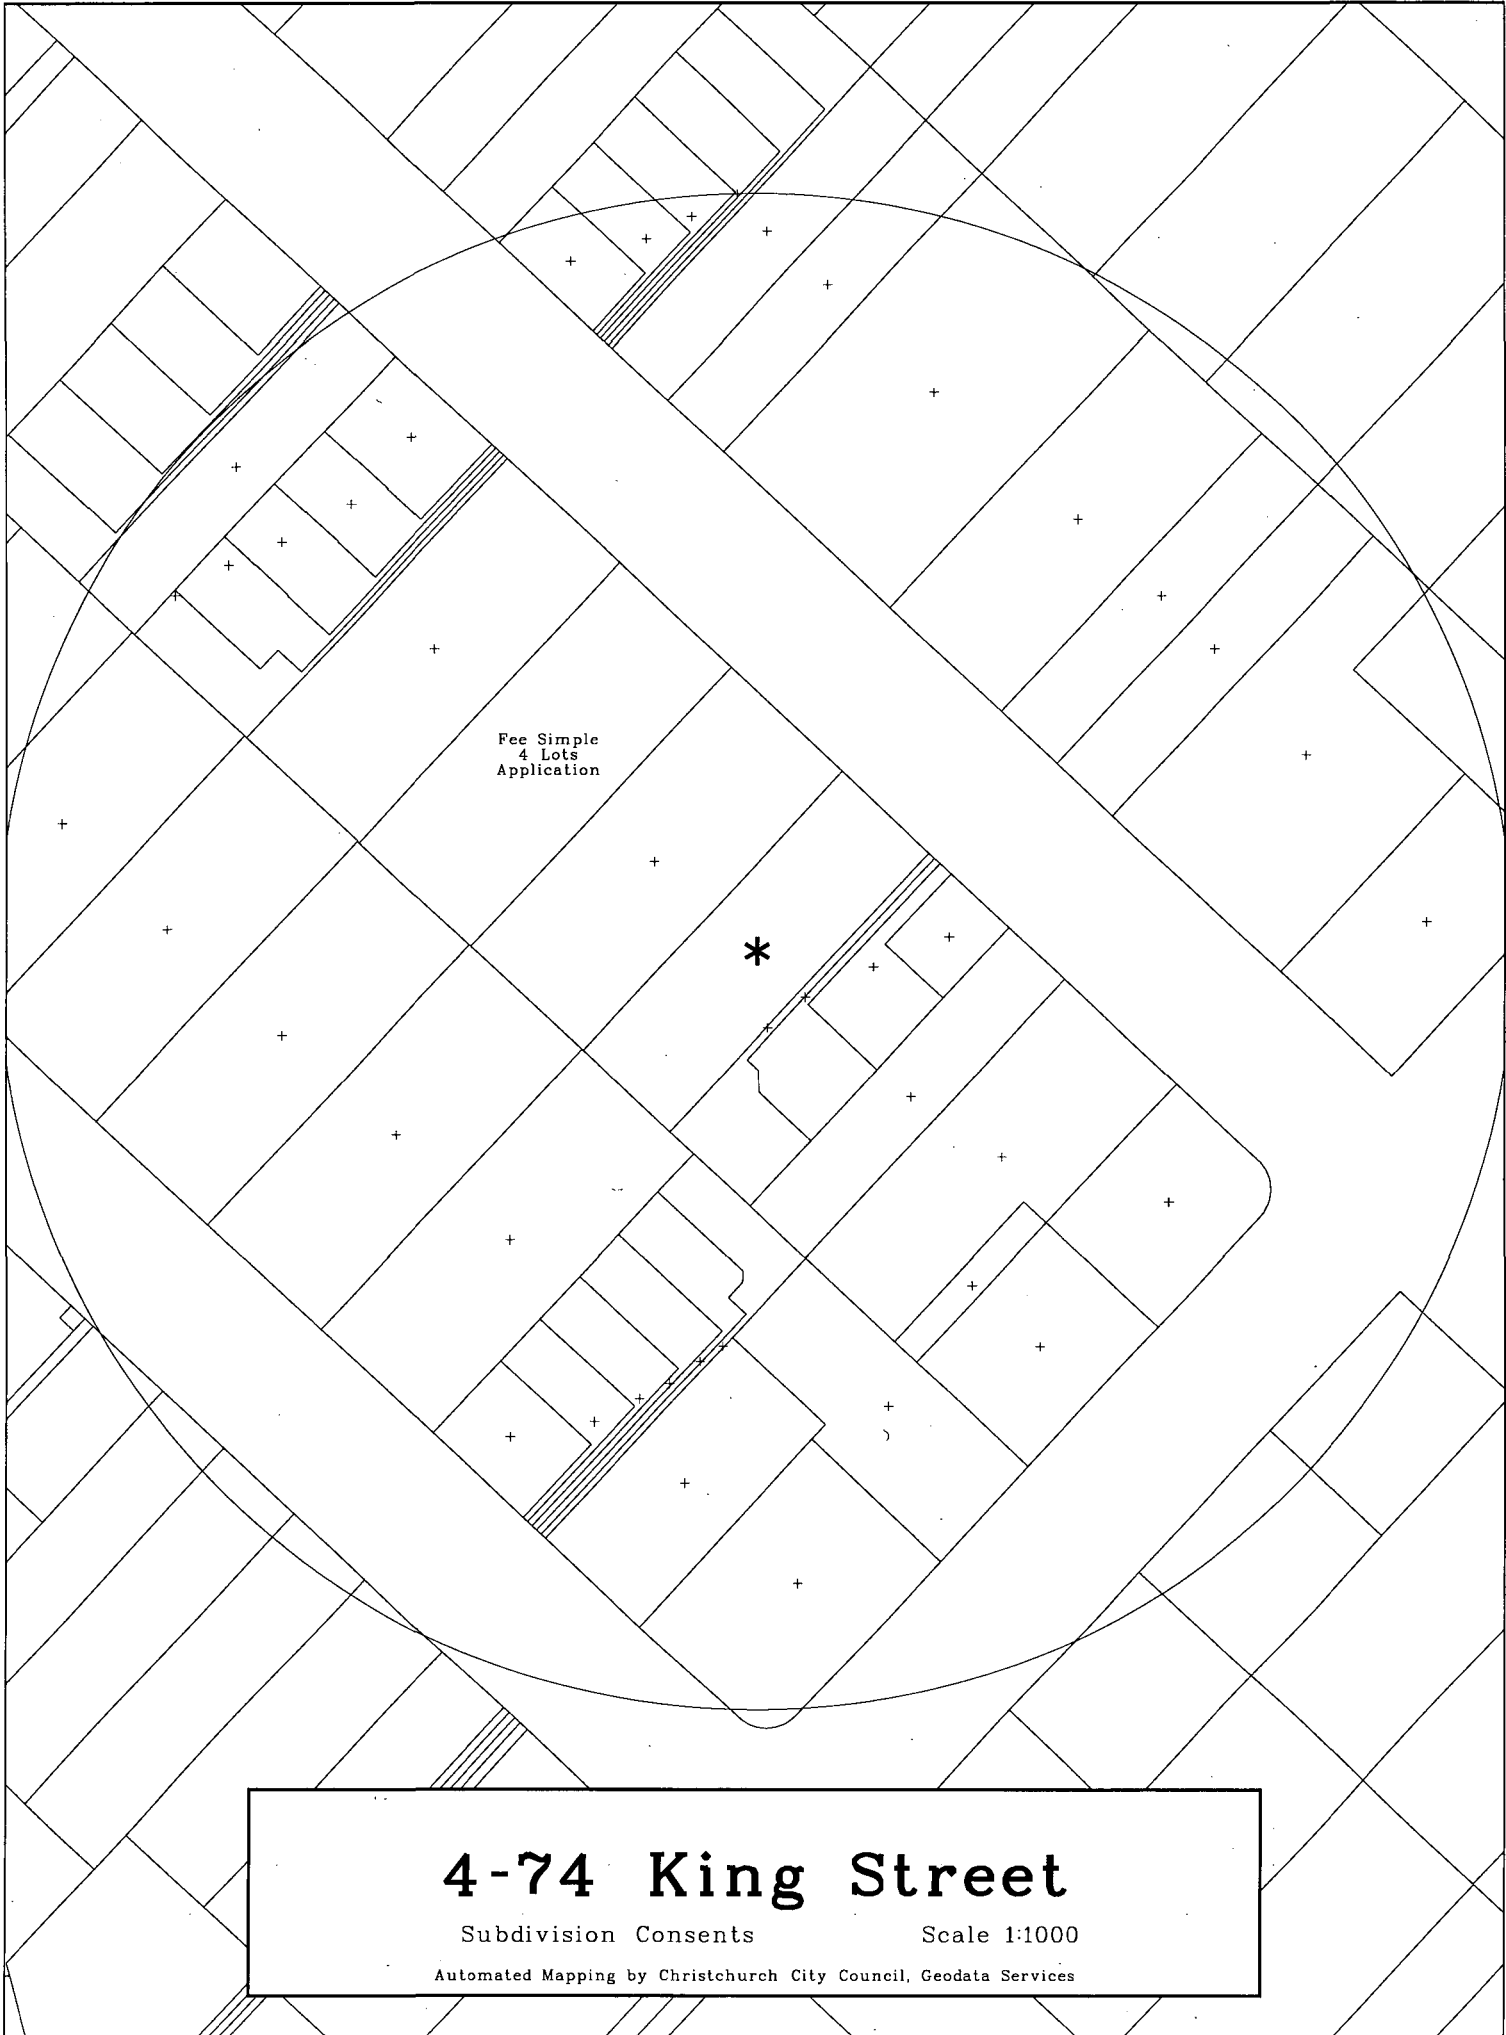 Fee Simple
4 Lots
Application
*
4-74 King Street
Subdivision Consents Scale 1:1000
Automated Mapping by Christchurch City Council, Geodata Services